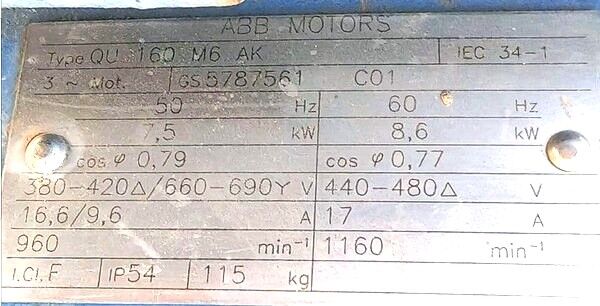 ABB MOTORS
Type QU 160 M6 AK IEC 34-1
3 ~ Mot. GS5787561 C01
50 Hz 60 Hz
7,5 kW 8,6 kW
cos φ 0,79 cos φ 0,77
380-420Δ/660-690Y V 440-480Δ V
16,6/9,6 A 17 A
960 min⁻¹ 1160 min⁻¹
I.Cl. F IP54 115 kg